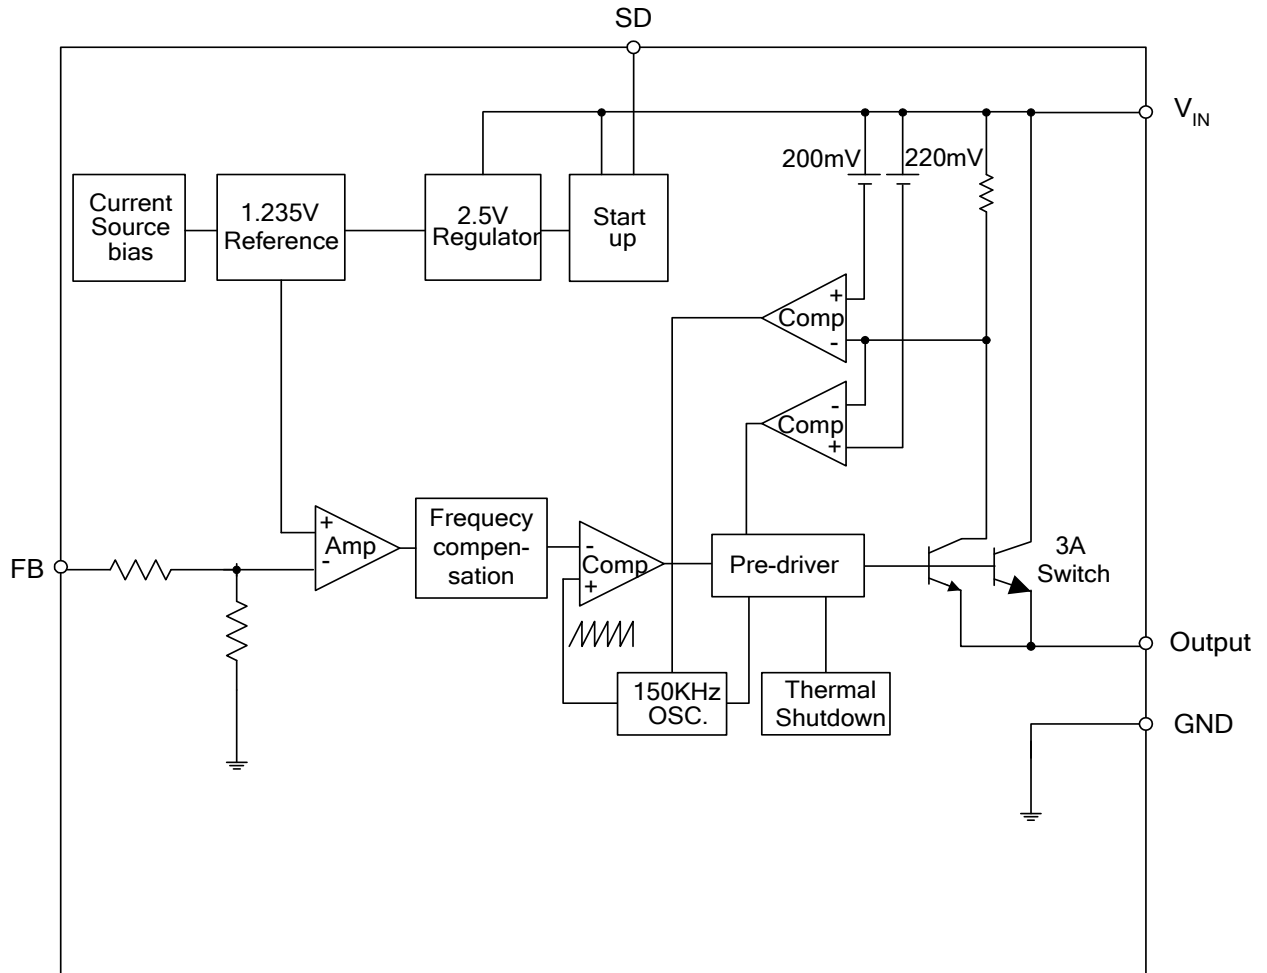 SD
V_IN
200mV
220mV
Current
Source
bias
1.235V
Reference
2.5V
Regulator
Start
up
+
Comp
-
-
Comp
+
FB
+
Amp
-
Frequecy
compen-
sation
-
Comp
+
Pre-driver
3A
Switch
150KHz
OSC.
Thermal
Shutdown
Output
GND